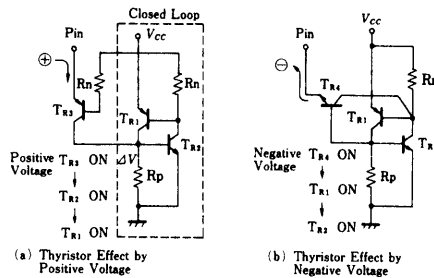 Closed Loop
Pin
Vcc
⊕
Rn
Rn
TR3
TR1
TR2
Positive
Voltage
TR3 ON ΔV
↓
TR2 ON
↓
TR1 ON
Rp
(a) Thyristor Effect by
Positive Voltage
Pin
Vcc
⊖
TR4
TR1
Negative
Voltage
TR4 ON
↓
TR1 ON
↓
TR2 ON
Rp
(b) Thyristor Effect by
Negative Voltage